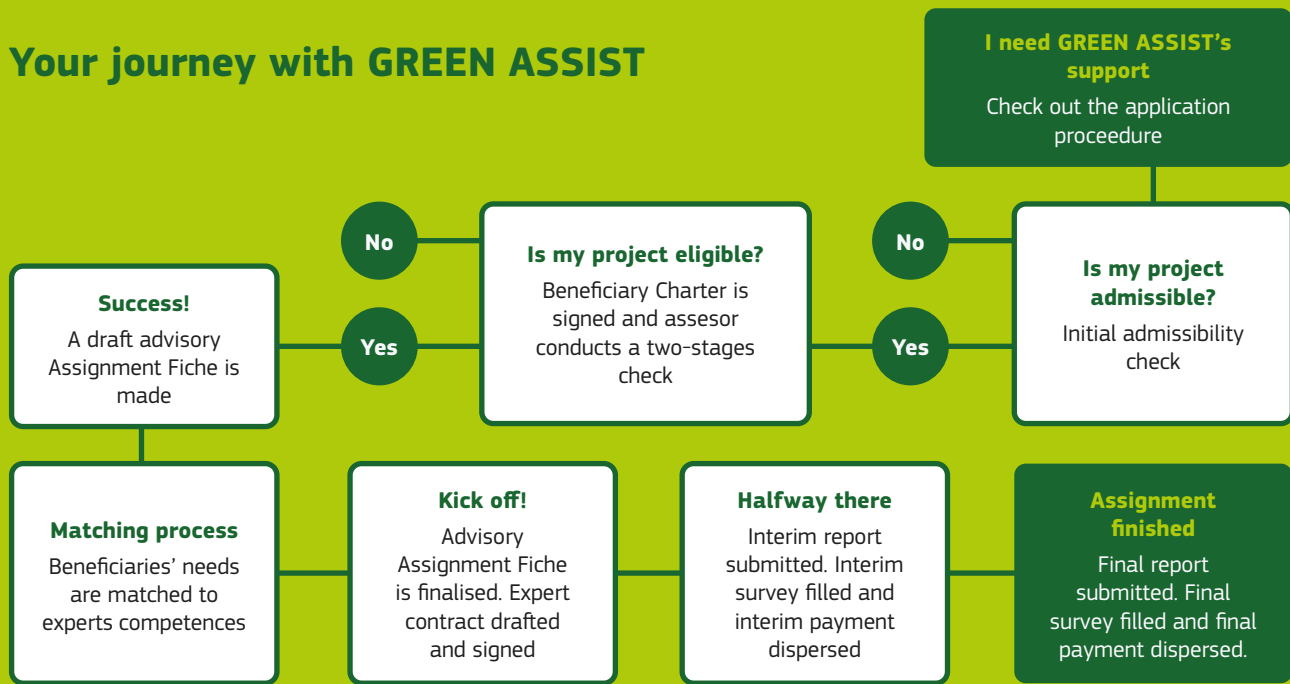 Your journey with GREEN ASSIST
I need GREEN ASSIST's
support
Check out the application
proceedure
Is my project
admissible?
Initial admissibility
check
No
Yes
Is my project eligible?
Beneficiary Charter is
signed and assesor
conducts a two-stages
check
No
Yes
Success!
A draft advisory
Assignment Fiche is
made
Matching process
Beneficiaries' needs
are matched to
experts competences
Kick off!
Advisory
Assignment Fiche
is finalised. Expert
contract drafted
and signed
Halfway there
Interim report
submitted. Interim
survey filled and
interim payment
dispersed
Assignment
finished
Final report
submitted. Final
survey filled and final
payment dispersed.